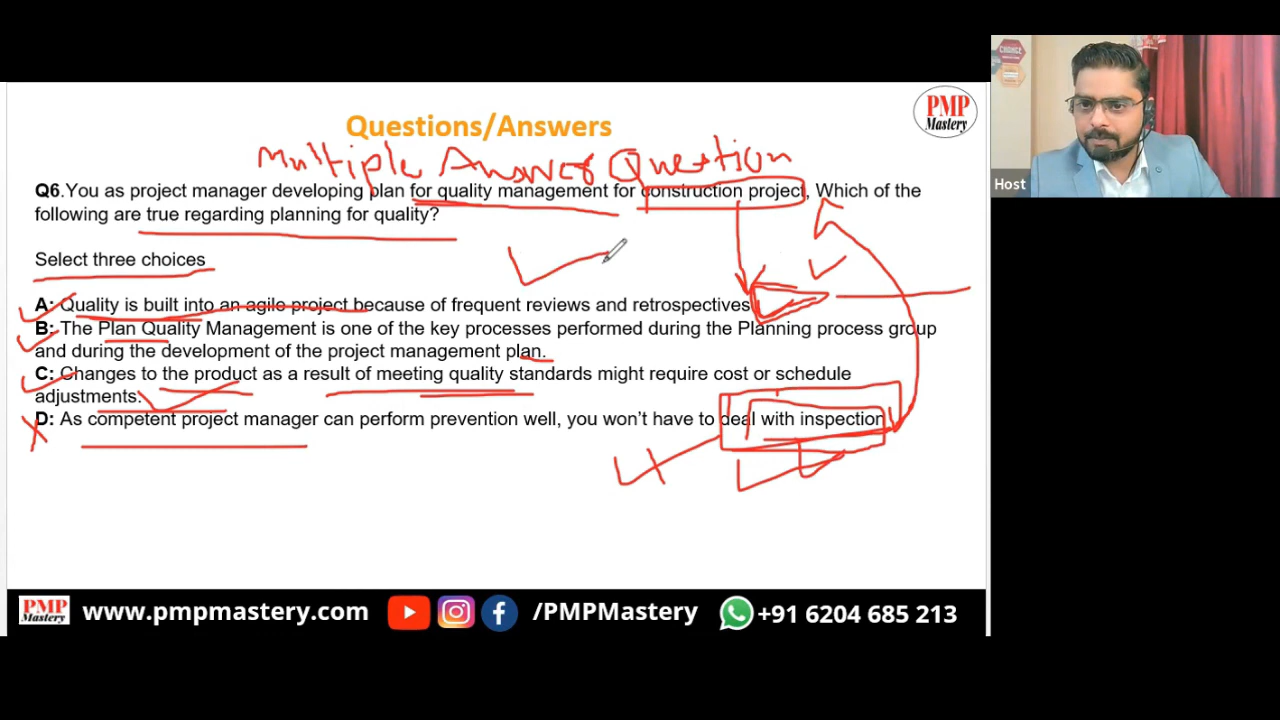 Questions/Answers
PMP
Mastery
Multiple Answer Question
Q6.You as project manager developing plan for quality management for construction project, Which of the
following are true regarding planning for quality?
Select three choices
A: Quality is built into an agile project because of frequent reviews and retrospectives
B: The Plan Quality Management is one of the key processes performed during the Planning process group
and during the development of the project management plan.
C: Changes to the product as a result of meeting quality standards might require cost or schedule
adjustments.
D: As competent project manager can perform prevention well, you won't have to deal with inspection
PMP
Mastery
www.pmpmastery.com
/PMPMastery
+91 6204 685 213
Host